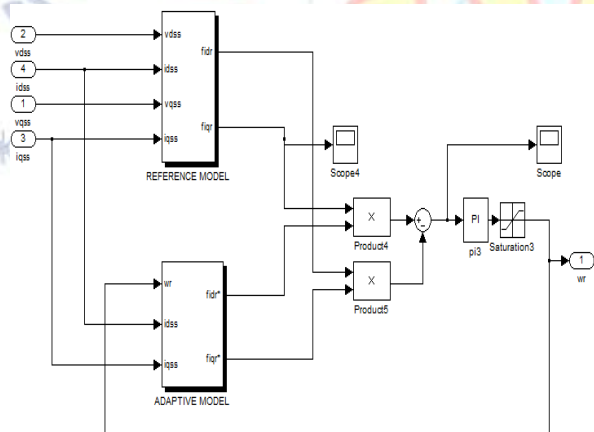 2
vdss
4
idss
1
vqss
3
iqss
vdss
idss
vqss
iqss
fidr
fiqr
REFERENCE MODEL
Scope4
Scope
X
Product4
X
Product5
+
−
PI
pi3
Saturation3
1
wr
wr
idss
iqss
fidr*
fiqr*
ADAPTIVE MODEL